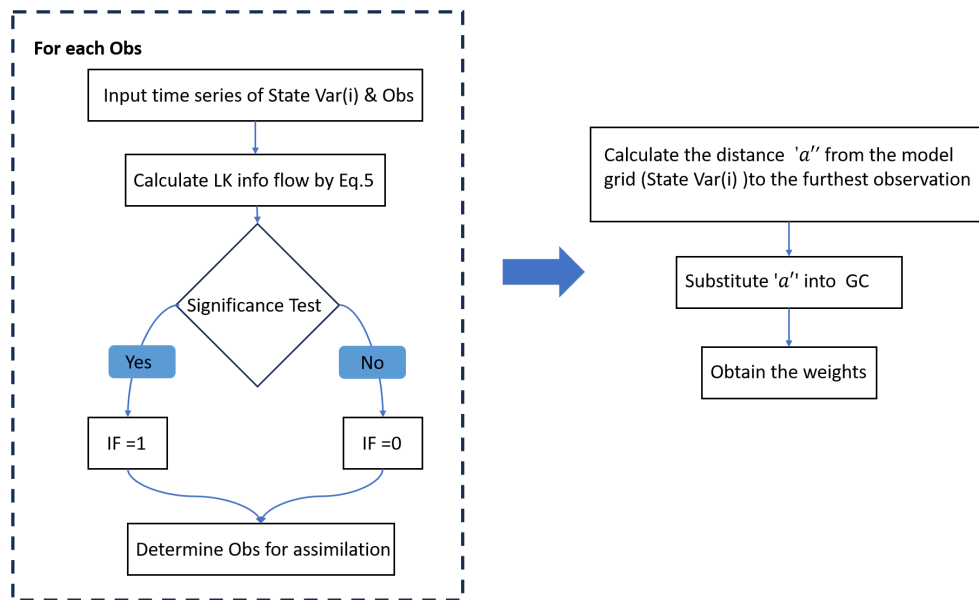 For each Obs
Input time series of State Var(i) & Obs
Calculate LK info flow by Eq.5
Significance Test
Yes
No
IF =1
IF =0
Determine Obs for assimilation
Calculate the distance 'a′' from the model
grid (State Var(i) )to the furthest observation
Substitute 'a′' into GC
Obtain the weights